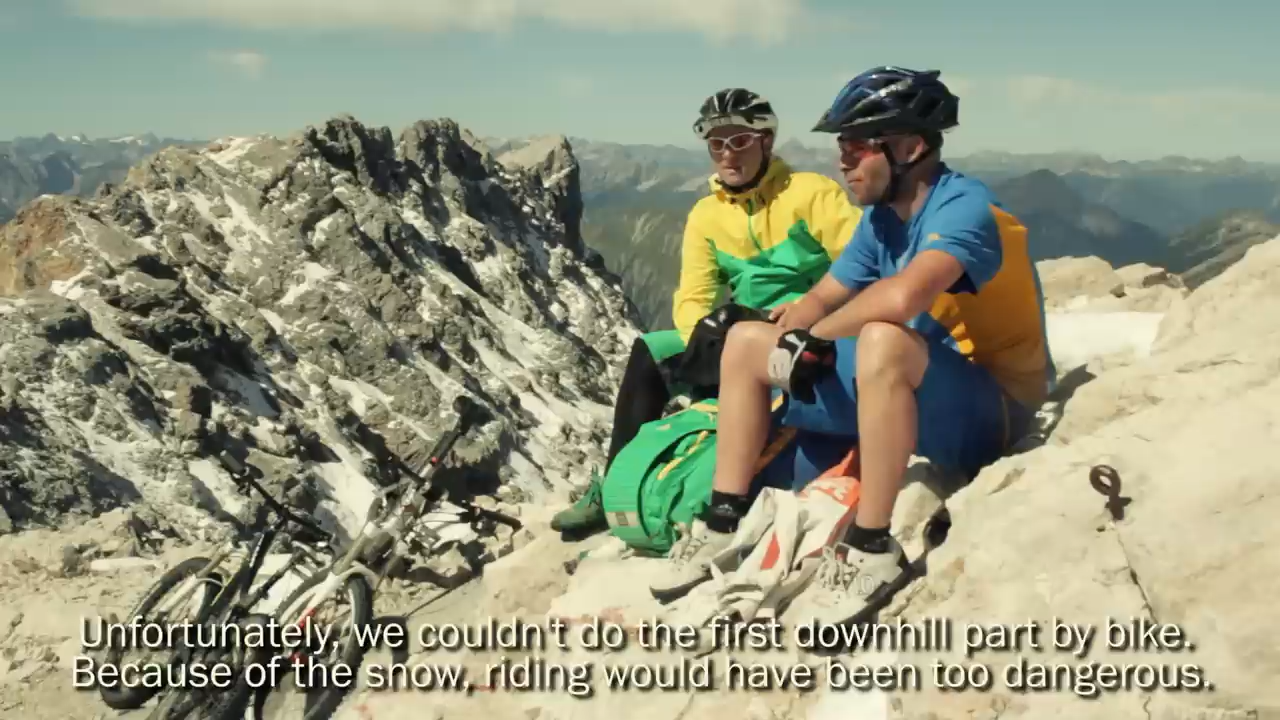 Unfortunately, we couldn't do the first downhill part by bike.
Because of the snow, riding would have been too dangerous.